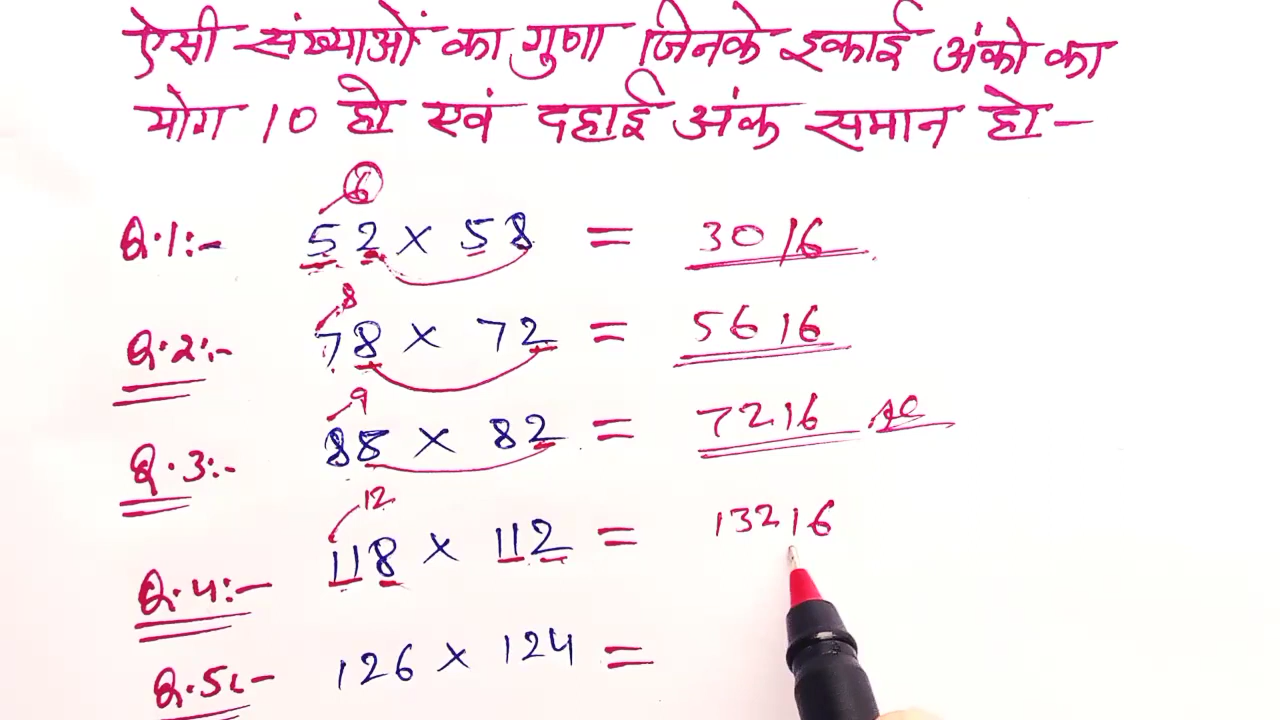 ऐसी संख्याओं का गुणा जिनके इकाई अंको का
योग 10 हो एवं दहाई अंक समान हो -
6
Q.1:- 52 × 58 = 3016
8
Q.2:- 78 × 72 = 5616
9
Q.3:- 88 × 82 = 7216
12
Q.4:- 118 × 112 = 13216
Q.5:- 126 × 124 =